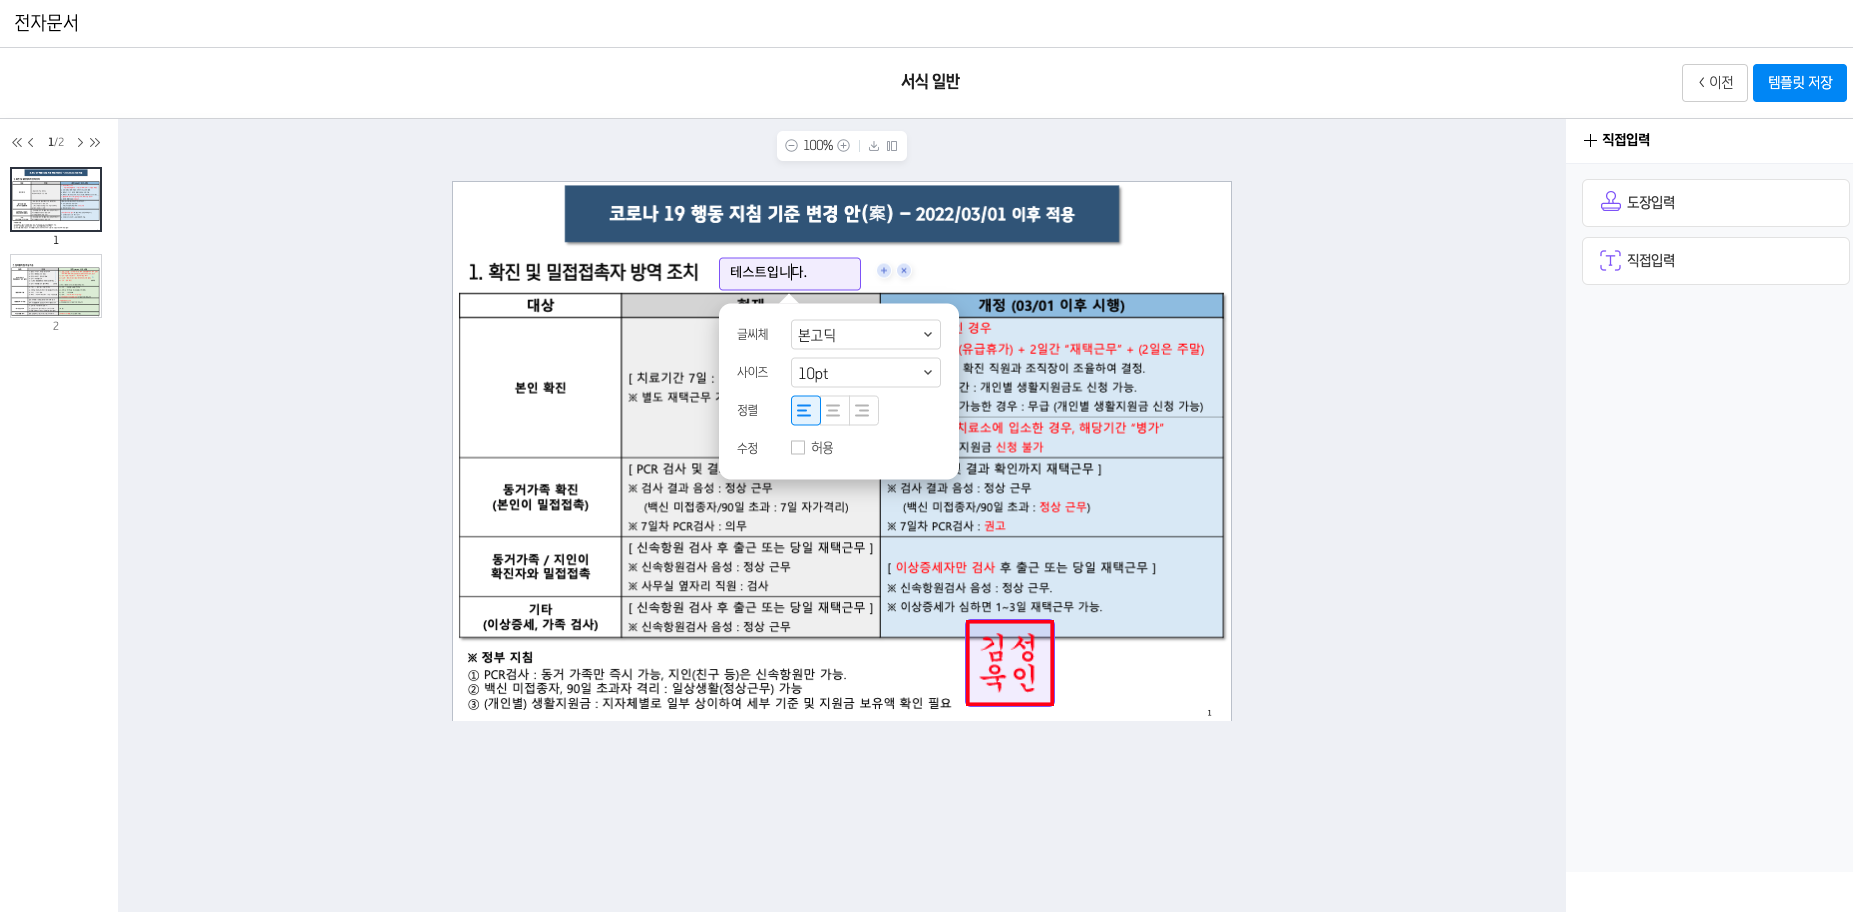 전자문서
서식 일반
이전
템플릿 저장
1/2
100%
직접입력
도장입력
직접입력
1
2
코로나 19 행동 지침 기준 변경 안(案) – 2022/03/01 이후 적용
1. 확진 및 밀접접촉자 방역 조치
테스트입니다.
대상
개정 (03/01 이후 시행)
글씨체
본고딕
사이즈
10pt
정렬
수정
허용
본인 확진
[ 치료기간 7일 :
※ 별도 재택근무
경우
(유급휴가) + 2일간 “재택근무” + (2일은 주말)
확진 직원과 조직장이 조율하여 결정.
간 : 개인별 생활지원금도 신청 가능.
가능한 경우 : 무급 (개인별 생활지원금 신청 가능)
치료소에 입소한 경우, 해당기간 “병가”
지원금 신청 불가
동거가족 확진
(본인이 밀접접촉)
[ PCR 검사 및
※ 검사 결과 음성 : 정상 근무
(백신 미접종자/90일 초과 : 7일 자가격리)
※ 7일차 PCR검사 : 의무
결과 확인까지 재택근무 ]
※ 검사 결과 음성 : 정상 근무
(백신 미접종자/90일 초과 : 정상 근무)
※ 7일차 PCR검사 : 권고
동거가족 / 지인이
확진자와 밀접접촉
[ 신속항원 검사 후 출근 또는 당일 재택근무 ]
※ 신속항원검사 음성 : 정상 근무
※ 사무실 옆자리 직원 : 검사
[ 이상증세자만 검사 후 출근 또는 당일 재택근무 ]
※ 신속항원검사 음성 : 정상 근무.
※ 이상증세가 심하면 1~3일 재택근무 가능.
기타
(이상증세, 가족 검사)
[ 신속항원 검사 후 출근 또는 당일 재택근무 ]
※ 신속항원검사 음성 : 정상 근무
※ 정부 지침
① PCR검사 : 동거 가족만 즉시 가능, 지인(친구 등)은 신속항원만 가능.
② 백신 미접종자, 90일 초과자 격리 : 일상생활(정상근무) 가능
③ (개인별) 생활지원금 : 지자체별로 일부 상이하여 세부 기준 및 지원금 보유액 확인 필요
김성
욱인
1